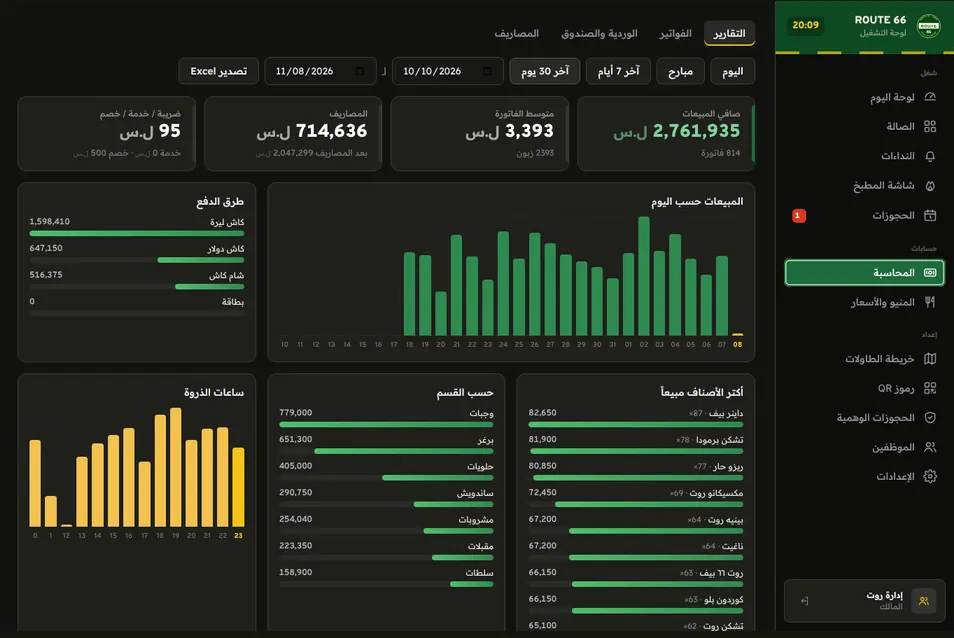 ROUTE 66
لوحة التشغيل
20:09
شغل
لوحة اليوم
الصالة
النداءات
شاشة المطبخ
الحجوزات
1
حسابات
المحاسبة
المنيو والأسعار
إعداد
خريطة الطاولات
رموز QR
الحجوزات الوهمية
الموظفين
الإعدادات
إدارة روت
المالك
التقارير
الفواتير
الوردية والصندوق
المصاريف
اليوم
مبارح
آخر 7 أيام
آخر 30 يوم
10/10/2026
لـ
11/08/2026
تصدير Excel
صافي المبيعات
2,761,935 ل.س
814 فاتورة
متوسط الفاتورة
3,393 ل.س
2393 زبون
المصاريف
714,636 ل.س
بعد المصاريف 2,047,299 ل.س
ضريبة / خدمة / خصم
95 ل.س
خدمة 0 ل.س · خصم 500 ل.س
المبيعات حسب اليوم
10 11 12 13 14 15 16 17 18 19 20 21 22 23 24 25 26 27 28 29 30 31 01 02 03 04 05 06 07 08
طرق الدفع
كاش ليرة 1,598,410
كاش دولار 647,150
شام كاش 516,375
بطاقة 0
أكثر الأصناف مبيعاً
داينر بيف · 87× 82,650
تشكن برمودا · 78× 81,900
ريزو حار · 77× 80,850
مكسيكانو روت · 69× 72,450
بينيه روت · 64× 67,200
ناغيت · 64× 67,200
روت ٦٦ بيف · 63× 66,150
كوردون بلو · 63× 66,150
تشكن روت · 62× 65,100
حسب القسم
وجبات 779,000
برغر 651,300
حلويات 405,000
ساندويش 290,750
مشروبات 254,040
مقبلات 223,350
سلطات 158,900
ساعات الذروة
0 1 12 13 14 15 16 17 18 19 20 21 22 23